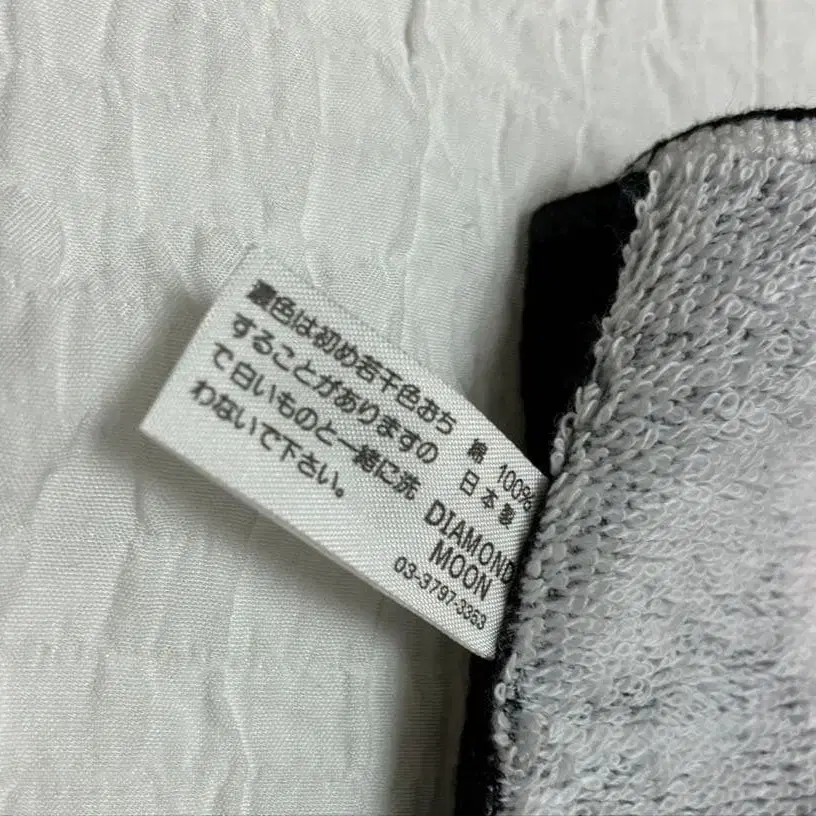 濃色は初め若干色おち
することがありますの
で白いものと一緒に洗
わないで下さい。
綿 100%
日本製
DIAMOND
MOON
03-3797-3353